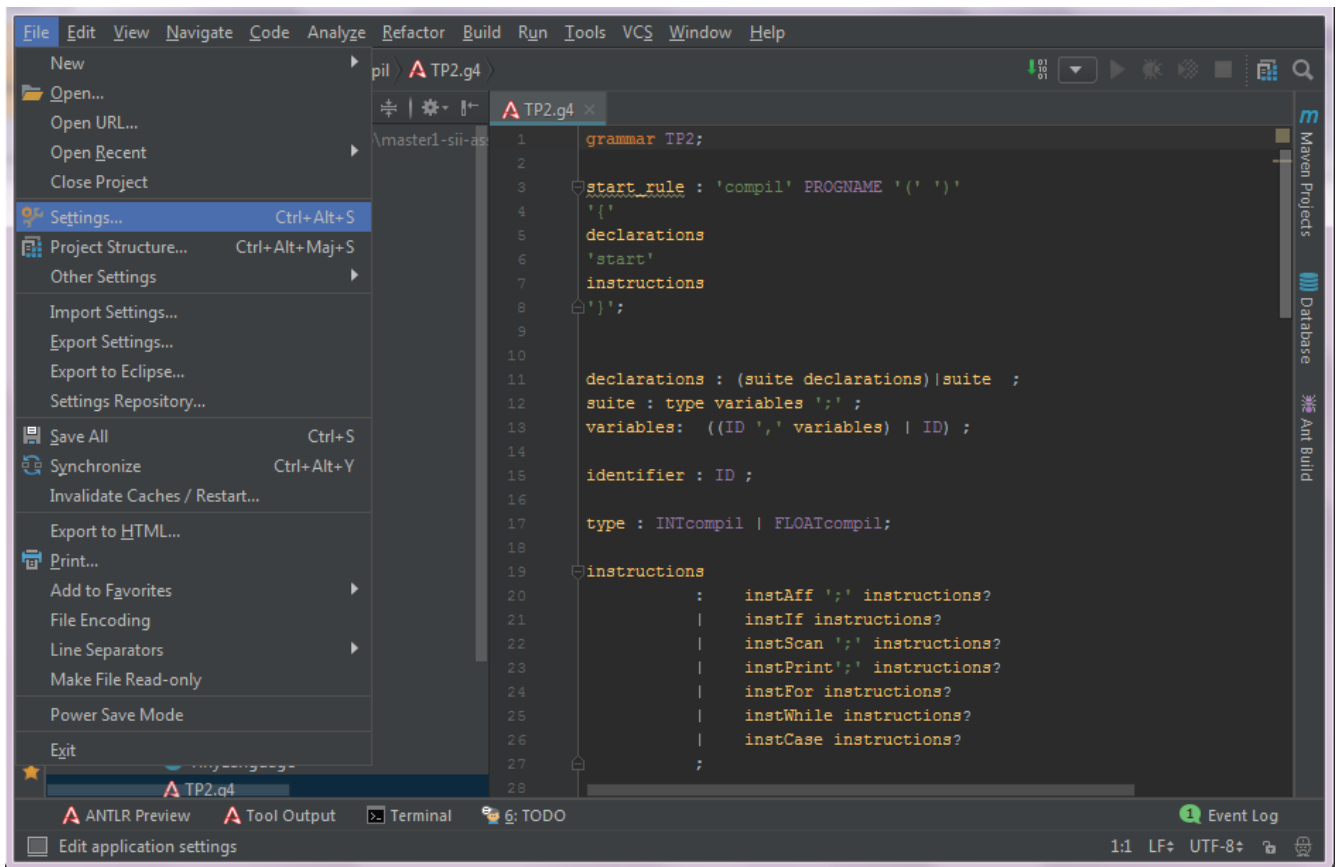 File Edit View Navigate Code Analyze Refactor Build Run Tools VCS Window Help
New
pil TP2.g4
Open...
TP2.g4
Open URL...
\master1-sii-as
Open Recent
Close Project
Settings... Ctrl+Alt+S
Project Structure... Ctrl+Alt+Maj+S
Other Settings
Import Settings...
Export Settings...
Export to Eclipse...
Settings Repository...
Save All Ctrl+S
Synchronize Ctrl+Alt+Y
Invalidate Caches / Restart...
Export to HTML...
Print...
Add to Favorites
File Encoding
Line Separators
Make File Read-only
Power Save Mode
Exit
TP2.g4
1 grammar TP2;
2
3 start_rule : 'compil' PROGNAME '(' ')'
4 '{'
5 declarations
6 'start'
7 instructions
8 '}';
9
10
11 declarations : (suite declarations)|suite ;
12 suite : type variables ';' ;
13 variables: ((ID ',' variables) | ID) ;
14
15 identifier : ID ;
16
17 type : INTcompil | FLOATcompil;
18
19 instructions
20 : instAff ';' instructions?
21 | instIf instructions?
22 | instScan ';' instructions?
23 | instPrint';' instructions?
24 | instFor instructions?
25 | instWhile instructions?
26 | instCase instructions?
27 ;
28
m Maven Projects
Database
Ant Build
ANTLR Preview Tool Output Terminal 6: TODO 1 Event Log
Edit application settings 1:1 LF UTF-8